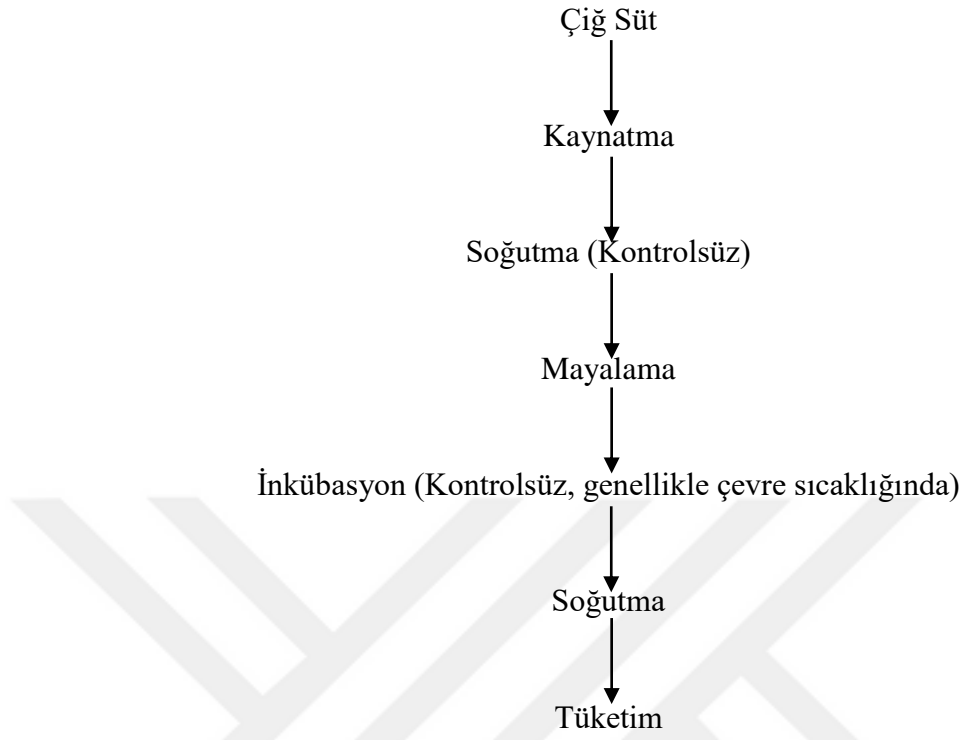 Çiğ Süt
Kaynatma
Soğutma (Kontrolsüz)
Mayalama
İnkübasyon (Kontrolsüz, genellikle çevre sıcaklığında)
Soğutma
Tüketim